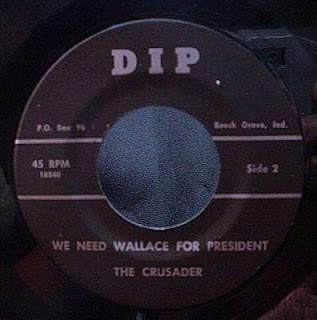 DIP
P.O. Box 96 Beech Grove, Ind.
45 RPM Side 2
18840
WE NEED WALLACE FOR PRESIDENT
THE CRUSADER